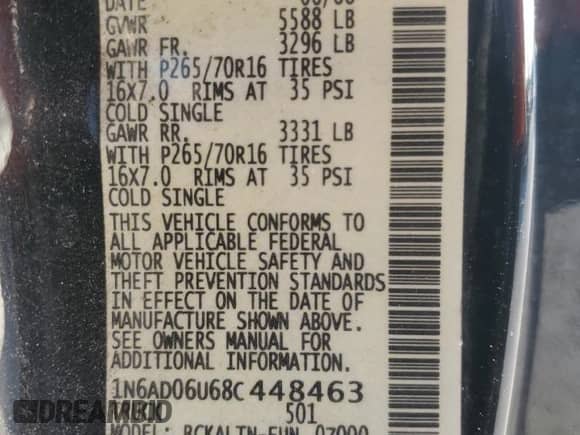 DATE
GVWR 5588 LB
GAWR FR. 3296 LB
WITH P265/70R16 TIRES
16X7.0 RIMS AT 35 PSI
COLD SINGLE
GAWR RR. 3331 LB
WITH P265/70R16 TIRES
16X7.0 RIMS AT 35 PSI
COLD SINGLE
THIS VEHICLE CONFORMS TO
ALL APPLICABLE FEDERAL
MOTOR VEHICLE SAFETY AND
THEFT PREVENTION STANDARDS
IN EFFECT ON THE DATE OF
MANUFACTURE SHOWN ABOVE.
SEE OWNERS MANUAL FOR
ADDITIONAL INFORMATION.
1N6AD06U68C448463
501
MODEL: